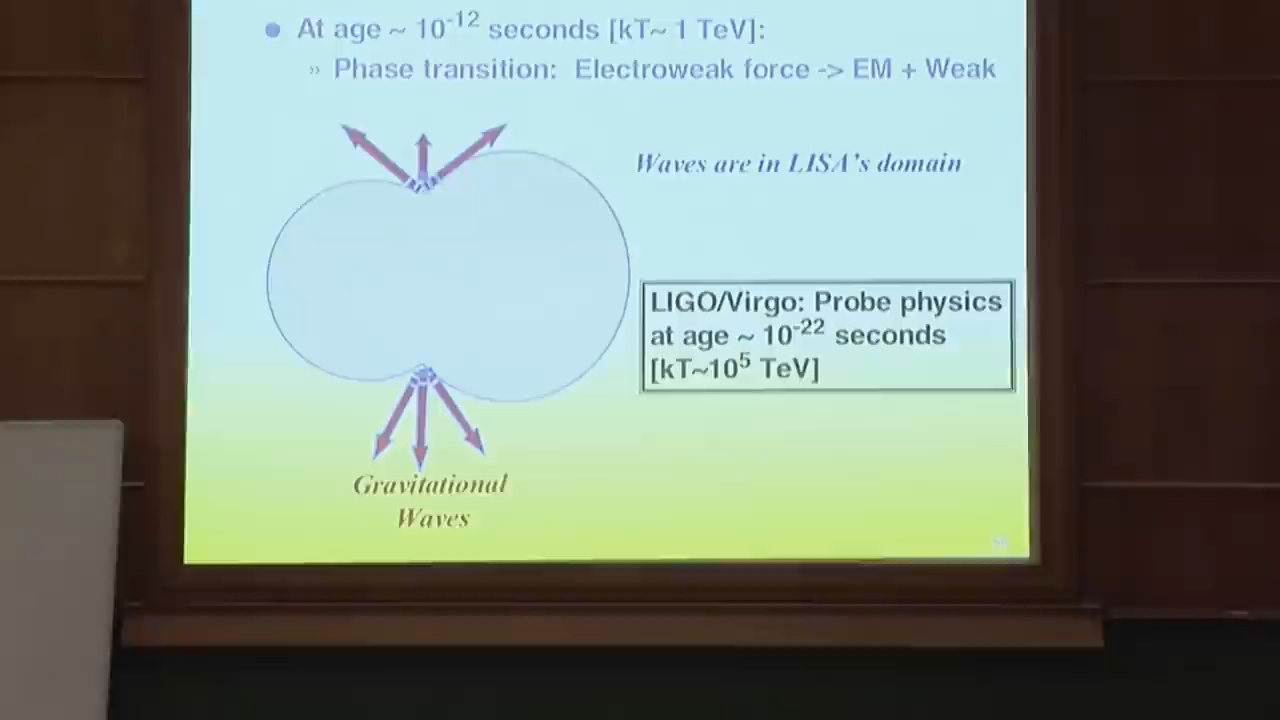 • At age ~ 10⁻¹² seconds [kT~ 1 TeV]:
» Phase transition: Electroweak force -> EM + Weak
Waves are in LISA's domain
LIGO/Virgo: Probe physics
at age ~ 10⁻²² seconds
[kT~10⁵ TeV]
Gravitational
Waves